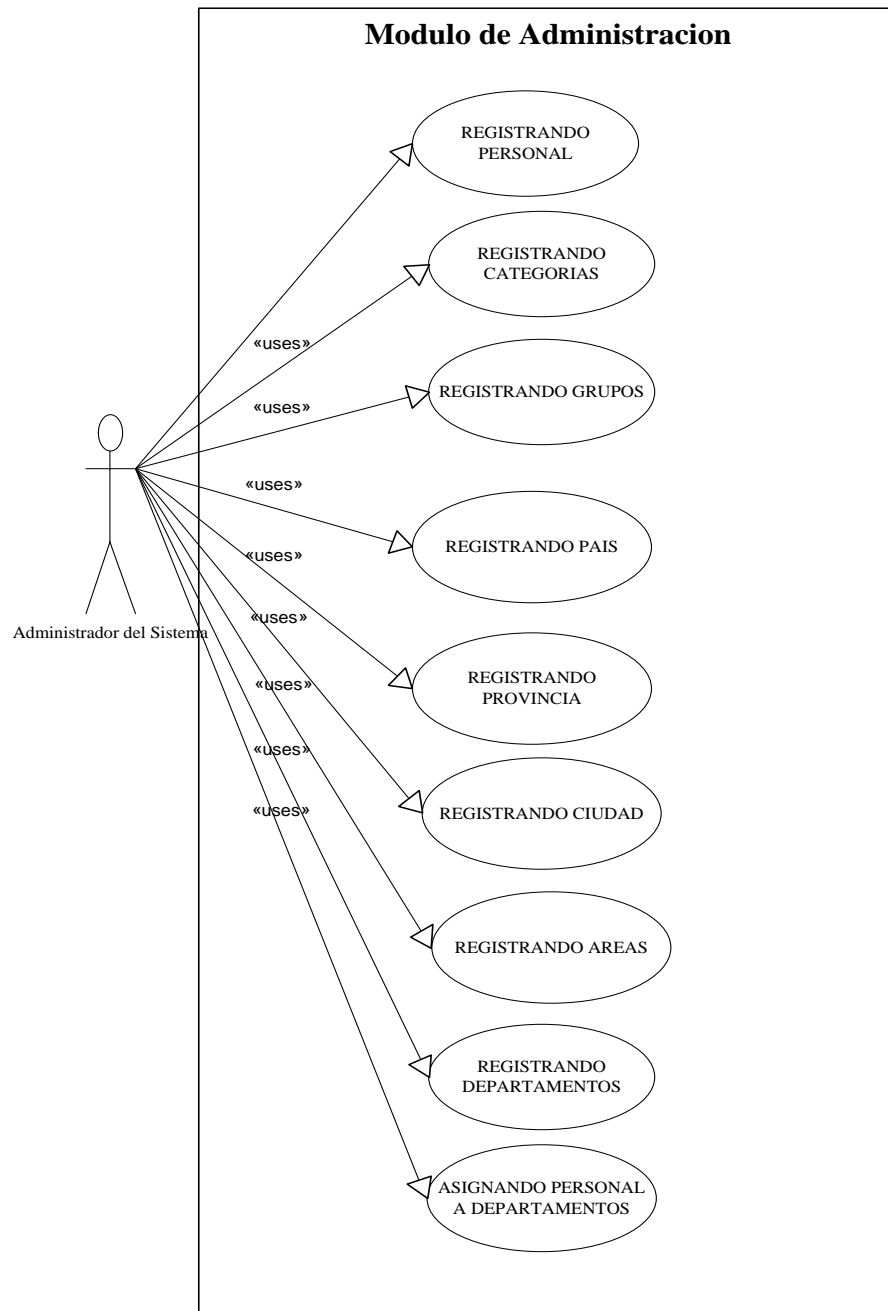 Modulo de Administracion
REGISTRANDO
PERSONAL
REGISTRANDO
CATEGORIAS
«uses»
REGISTRANDO GRUPOS
«uses»
«uses»
REGISTRANDO PAIS
«uses»
Administrador del Sistema
«uses»
REGISTRANDO
PROVINCIA
«uses»
«uses»
REGISTRANDO CIUDAD
«uses»
REGISTRANDO AREAS
REGISTRANDO
DEPARTAMENTOS
ASIGNANDO PERSONAL
A DEPARTAMENTOS